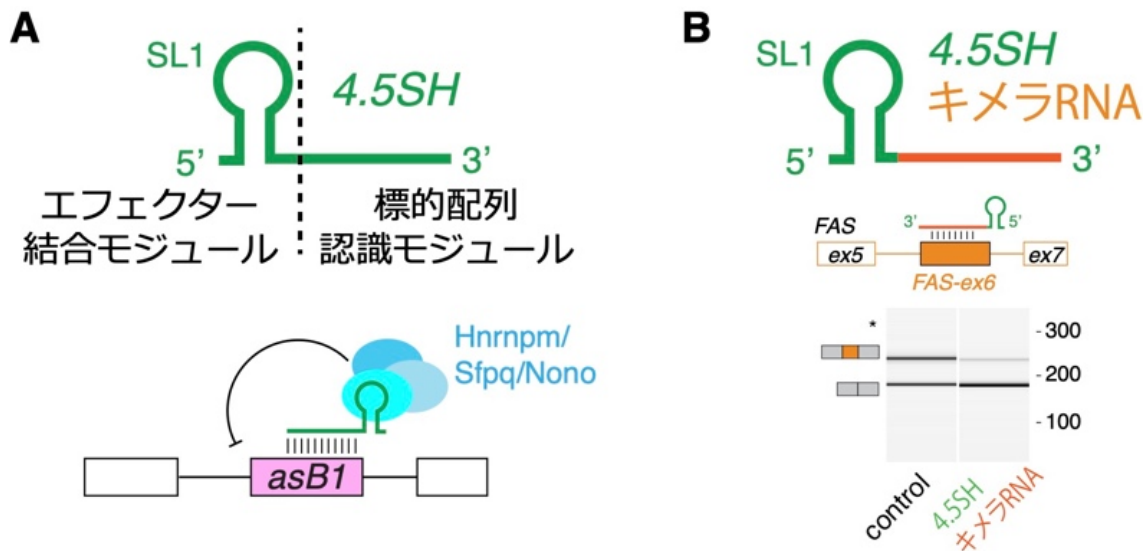 A
SL1
4.5SH
5’
3’
エフェクター
結合モジュール
標的配列
認識モジュール
Hnrnpm/
Sfpq/Nono
asB1
B
SL1
4.5SH
キメラRNA
5’
3’
3’
5’
FAS
ex5
ex7
FAS-ex6
*
- 300
- 200
- 100
control
4.5SH
キメラRNA